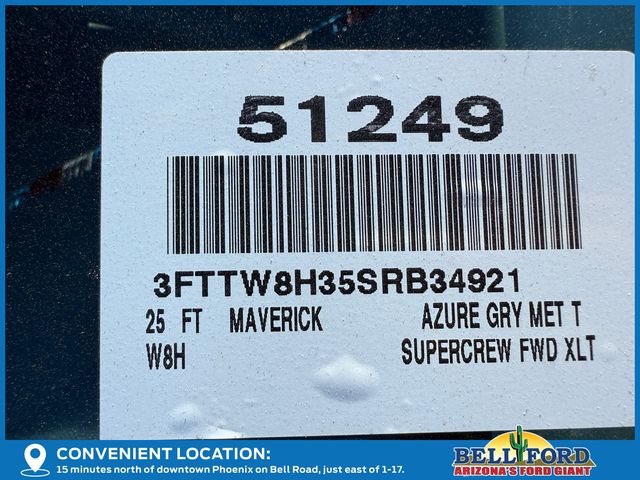 51249
3FTTW8H35SRB34921
25 FT MAVERICK AZURE GRY MET T
W8H SUPERCREW FWD XLT
CONVENIENT LOCATION:
15 minutes north of downtown Phoenix on Bell Road, just east of 1-17.
BELL FORD
ARIZONA'S FORD GIANT